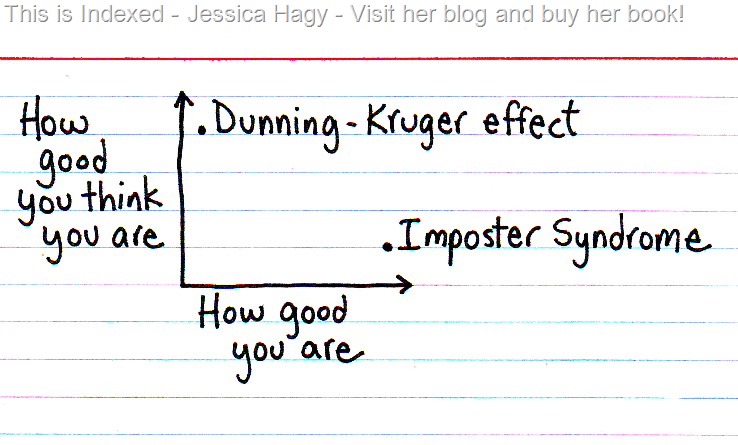 This is Indexed - Jessica Hagy - Visit her blog and buy her book!
How
good
you think
you are
.Dunning-Kruger effect
.Imposter Syndrome
How good
you are